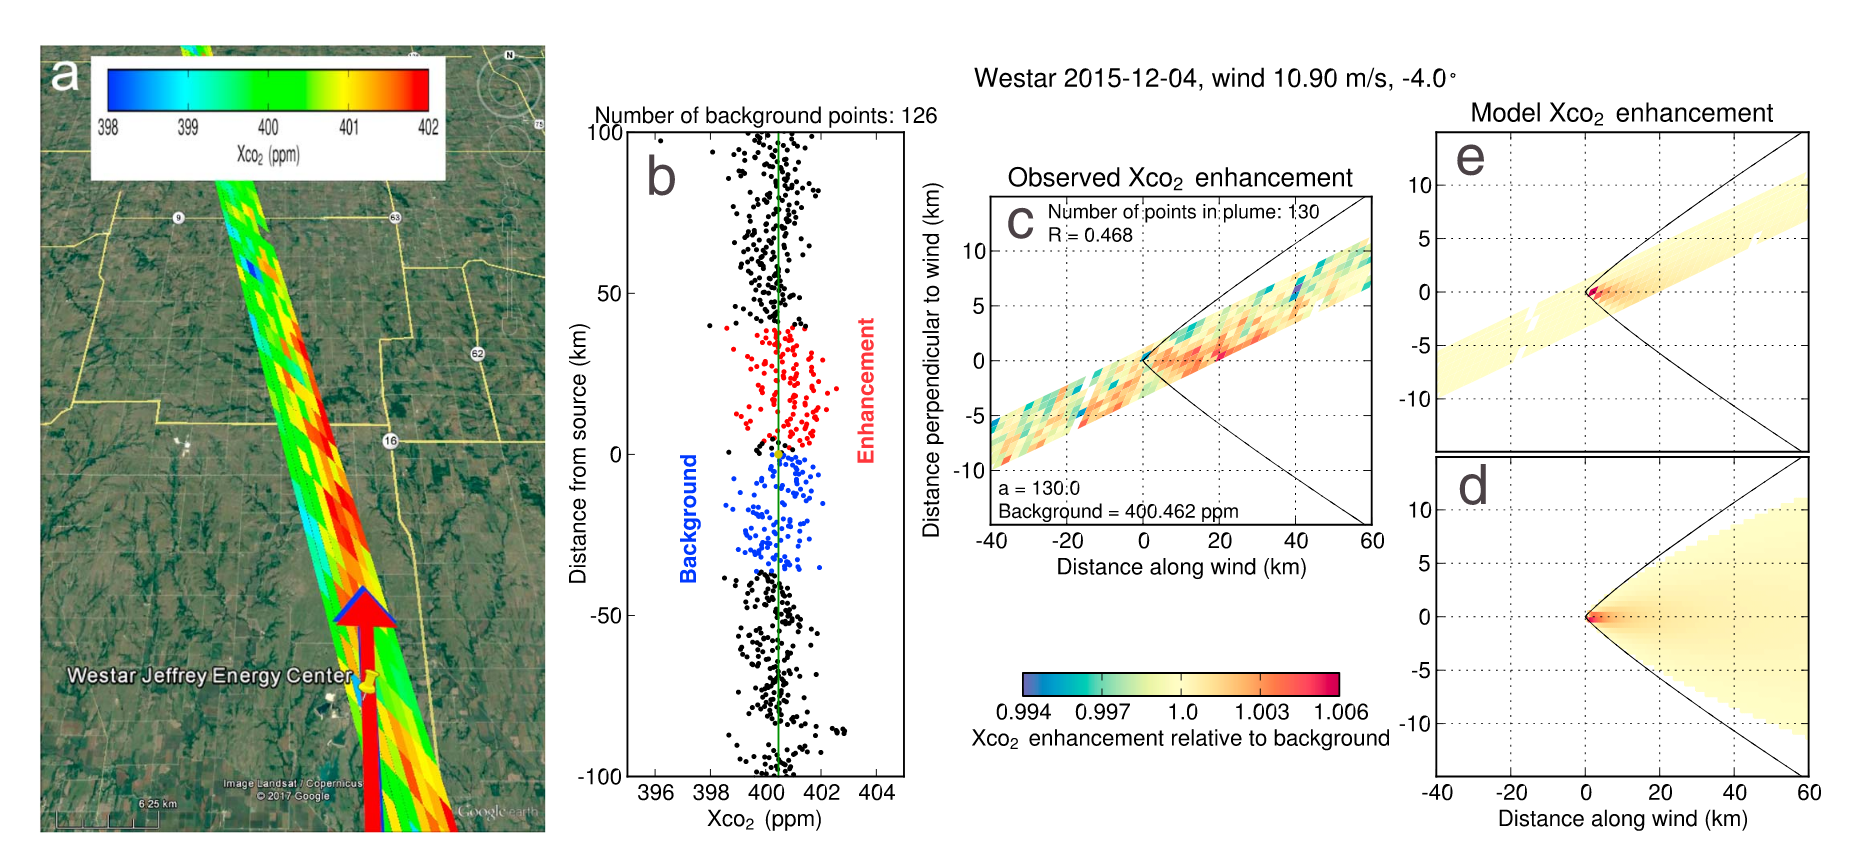 a
398 399 400 401 402
Xco₂ (ppm)
N
75
9
63
62
16
Westar Jeffrey Energy Center
Image Landsat / Copernicus
© 2017 Google
6.25 km
Google earth
Westar 2015-12-04, wind 10.90 m/s, -4.0°
Number of background points: 126
b
100
50
0
-50
-100
Distance from source (km)
Background
Enhancement
396 398 400 402 404
Xco₂ (ppm)
Observed Xco₂ enhancement
c
Number of points in plume: 130
R = 0.468
10
5
0
-5
-10
Distance perpendicular to wind (km)
a = 130.0
Background = 400.462 ppm
-40 -20 0 20 40 60
Distance along wind (km)
0.994 0.997 1.0 1.003 1.006
Xco₂ enhancement relative to background
Model Xco₂ enhancement
e
10
5
0
-5
-10
d
10
5
0
-5
-10
-40 -20 0 20 40 60
Distance along wind (km)